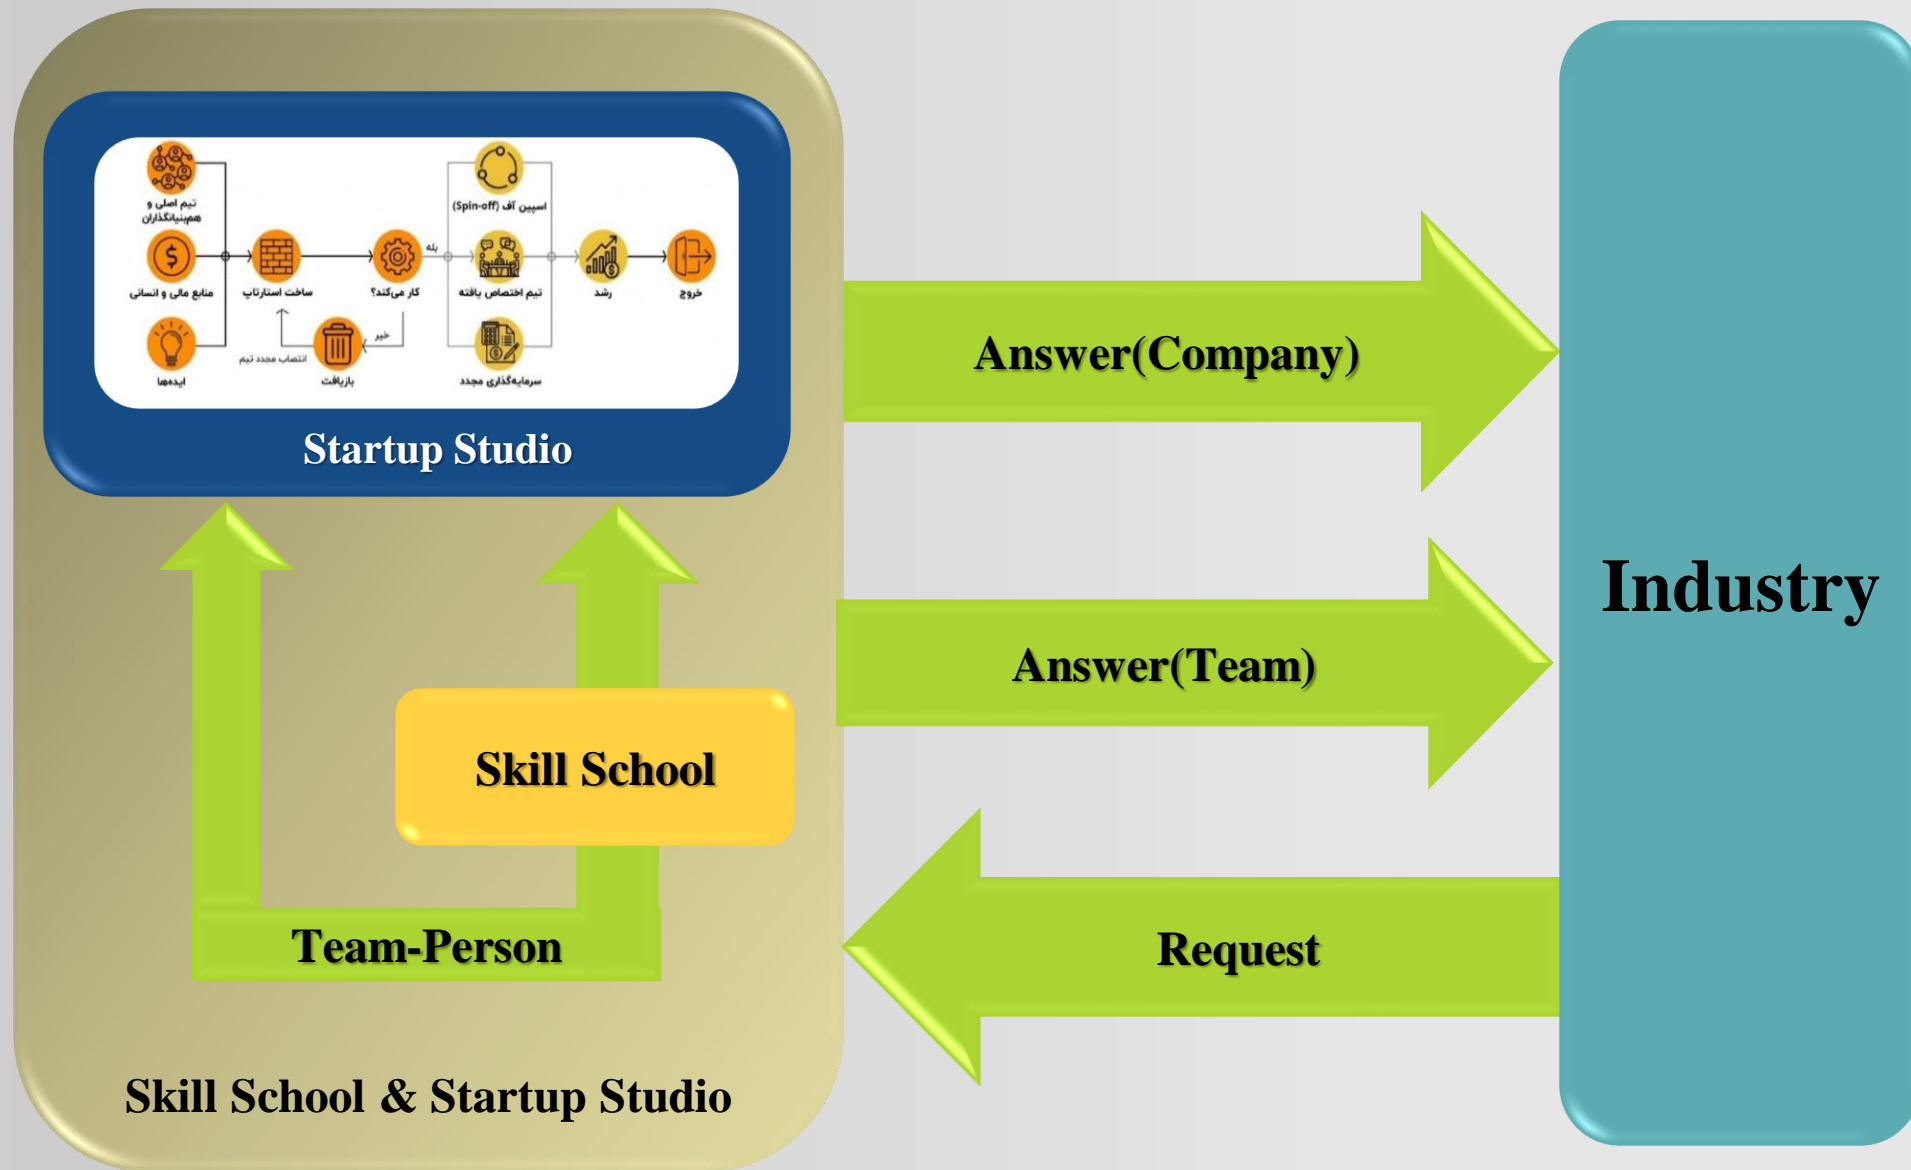 تیم اصلی و
هم‌بنیانگذاران
اسپین آف (Spin-off)
بله
منابع مالی و انسانی
ساخت استارتاپ
کار می‌کند؟
تیم اختصاص یافته
رشد
خروج
خیر
انتصاب مجدد تیم
ایده‌ها
بازیافت
سرمایه‌گذاری مجدد
Startup Studio
Answer(Company)
Industry
Answer(Team)
Skill School
Team-Person
Request
Skill School & Startup Studio